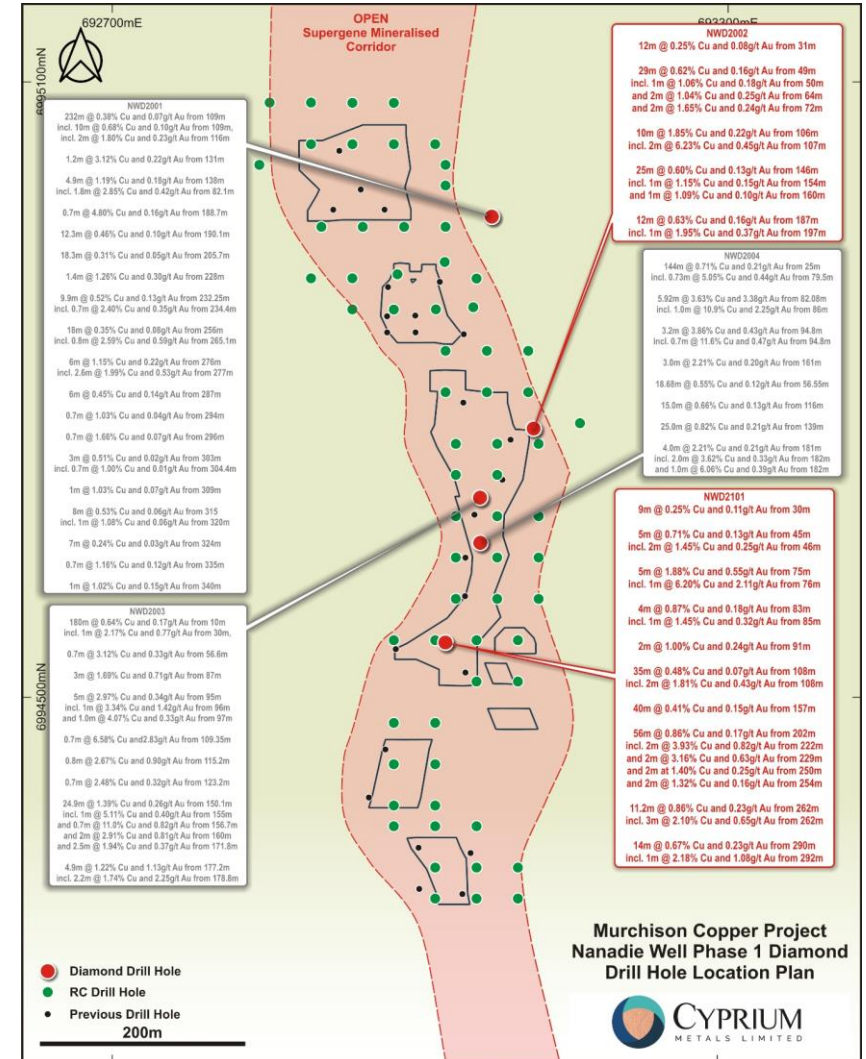 692700mE
693300mE
6995100mN
6994500mN
OPEN
Supergene Mineralised
Corridor
NWD2001
232m @ 0.38% Cu and 0.07g/t Au from 109m
incl. 10m @ 0.68% Cu and 0.10g/t Au from 109m,
incl. 2m @ 1.80% Cu and 0.23g/t Au from 116m
1.2m @ 3.12% Cu and 0.22g/t Au from 131m
4.9m @ 1.19% Cu and 0.18g/t Au from 138m
incl. 1.8m @ 2.85% Cu and 0.42g/t Au from 82.1m
0.7m @ 4.80% Cu and 0.16g/t Au from 188.7m
12.3m @ 0.46% Cu and 0.10g/t Au from 190.1m
18.3m @ 0.31% Cu and 0.05g/t Au from 205.7m
1.4m @ 1.26% Cu and 0.30g/t Au from 228m
9.9m @ 0.52% Cu and 0.13g/t Au from 232.25m
incl. 0.7m @ 2.40% Cu and 0.35g/t Au from 234.4m
18m @ 0.35% Cu and 0.08g/t Au from 256m
incl. 0.8m @ 2.59% Cu and 0.59g/t Au from 265.1m
6m @ 1.15% Cu and 0.22g/t Au from 276m
incl. 2.6m @ 1.99% Cu and 0.53g/t Au from 277m
6m @ 0.45% Cu and 0.14g/t Au from 287m
0.7m @ 1.03% Cu and 0.04g/t Au from 294m
0.7m @ 1.66% Cu and 0.07g/t Au from 296m
3m @ 0.51% Cu and 0.02g/t Au from 303m
incl. 0.7m @ 1.00% Cu and 0.01g/t Au from 304.4m
1m @ 1.03% Cu and 0.07g/t Au from 309m
8m @ 0.53% Cu and 0.06g/t Au from 315
incl. 1m @ 1.08% Cu and 0.06g/t Au from 320m
7m @ 0.24% Cu and 0.03g/t Au from 324m
0.7m @ 1.16% Cu and 0.12g/t Au from 335m
1m @ 1.02% Cu and 0.15g/t Au from 340m
NWD2003
180m @ 0.64% Cu and 0.17g/t Au from 10m
incl. 1m @ 2.17% Cu and 0.77g/t Au from 30m,
0.7m @ 3.12% Cu and 0.33g/t Au from 56.6m
3m @ 1.69% Cu and 0.71g/t Au from 87m
5m @ 2.97% Cu and 0.34g/t Au from 95m
incl. 1m @ 3.34% Cu and 1.42g/t Au from 96m
and 1.0m @ 4.07% Cu and 0.33g/t Au from 97m
0.7m @ 6.58% Cu and2.83g/t Au from 109.35m
0.8m @ 2.67% Cu and 0.90g/t Au from 115.2m
0.7m @ 2.48% Cu and 0.32g/t Au from 123.2m
24.9m @ 1.39% Cu and 0.26g/t Au from 150.1m
incl. 1m @ 5.11% Cu and 0.40g/t Au from 155m
and 0.7m @ 11.0% Cu and 0.82g/t Au from 156.7m
and 2m @ 2.91% Cu and 0.81g/t Au from 160m
and 2.5m @ 1.94% Cu and 0.37g/t Au from 171.8m
4.9m @ 1.22% Cu and 1.13g/t Au from 177.2m
incl. 2.2m @ 1.74% Cu and 2.25g/t Au from 178.8m
NWD2002
12m @ 0.25% Cu and 0.08g/t Au from 31m
29m @ 0.62% Cu and 0.16g/t Au from 49m
incl. 1m @ 1.06% Cu and 0.18g/t Au from 50m
and 2m @ 1.04% Cu and 0.25g/t Au from 64m
and 2m @ 1.65% Cu and 0.24g/t Au from 72m
10m @ 1.85% Cu and 0.22g/t Au from 106m
incl. 2m @ 6.23% Cu and 0.45g/t Au from 107m
25m @ 0.60% Cu and 0.13g/t Au from 146m
incl. 1m @ 1.15% Cu and 0.15g/t Au from 154m
and 1m @ 1.09% Cu and 0.10g/t Au from 160m
12m @ 0.63% Cu and 0.16g/t Au from 187m
incl. 1m @ 1.95% Cu and 0.37g/t Au from 197m
NWD2004
144m @ 0.71% Cu and 0.21g/t Au from 25m
incl. 0.73m @ 5.05% Cu and 0.44g/t Au from 79.5m
5.92m @ 3.63% Cu and 3.38g/t Au from 82.08m
incl. 1.0m @ 10.9% Cu and 2.25g/t Au from 86m
3.2m @ 3.86% Cu and 0.43g/t Au from 94.8m
incl. 0.7m @ 11.6% Cu and 0.47g/t Au from 94.8m
3.0m @ 2.21% Cu and 0.20g/t Au from 161m
18.68m @ 0.55% Cu and 0.12g/t Au from 56.55m
15.0m @ 0.66% Cu and 0.13g/t Au from 116m
25.0m @ 0.82% Cu and 0.21g/t Au from 139m
4.0m @ 2.21% Cu and 0.21g/t Au from 181m
incl. 2.0m @ 3.62% Cu and 0.33g/t Au from 182m
and 1.0m @ 6.06% Cu and 0.39g/t Au from 182m
NWD2101
9m @ 0.25% Cu and 0.11g/t Au from 30m
5m @ 0.71% Cu and 0.13g/t Au from 45m
incl. 2m @ 1.45% Cu and 0.25g/t Au from 46m
5m @ 1.88% Cu and 0.55g/t Au from 75m
incl. 1m @ 6.20% Cu and 2.11g/t Au from 76m
4m @ 0.87% Cu and 0.18g/t Au from 83m
incl. 1m @ 1.45% Cu and 0.32g/t Au from 85m
2m @ 1.00% Cu and 0.24g/t Au from 91m
35m @ 0.48% Cu and 0.07g/t Au from 108m
incl. 2m @ 1.81% Cu and 0.43g/t Au from 108m
40m @ 0.41% Cu and 0.15g/t Au from 157m
56m @ 0.86% Cu and 0.17g/t Au from 202m
incl. 2m @ 3.93% Cu and 0.82g/t Au from 222m
and 2m @ 3.16% Cu and 0.63g/t Au from 229m
and 2m at 1.40% Cu and 0.25g/t Au from 250m
and 2m @ 1.32% Cu and 0.16g/t Au from 254m
11.2m @ 0.86% Cu and 0.23g/t Au from 262m
incl. 3m @ 2.10% Cu and 0.65g/t Au from 262m
14m @ 0.67% Cu and 0.23g/t Au from 290m
incl. 1m @ 2.18% Cu and 1.08g/t Au from 292m
Diamond Drill Hole
RC Drill Hole
Previous Drill Hole
200m
Murchison Copper Project
Nanadie Well Phase 1 Diamond
Drill Hole Location Plan
CYPRIUM
METALS LIMITED